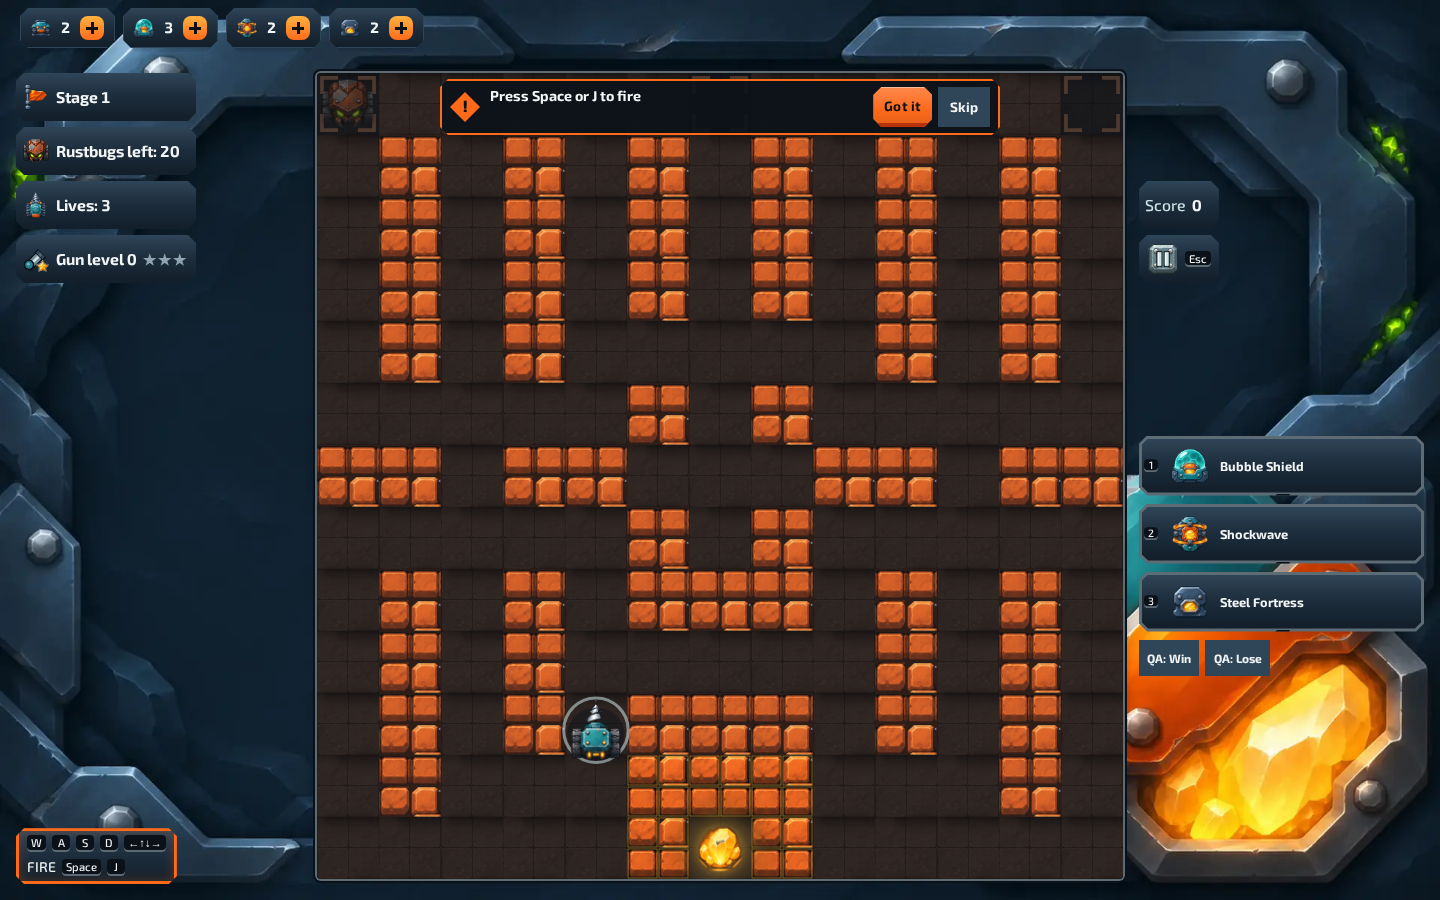 2
3
2
2
Stage 1
Rustbugs left: 20
Lives: 3
Gun level 0
! Press Space or J to fire
Got it
Skip
Score 0
Esc
1 Bubble Shield
2 Shockwave
3 Steel Fortress
QA: Win
QA: Lose
W A S D ←↑↓→
FIRE Space J